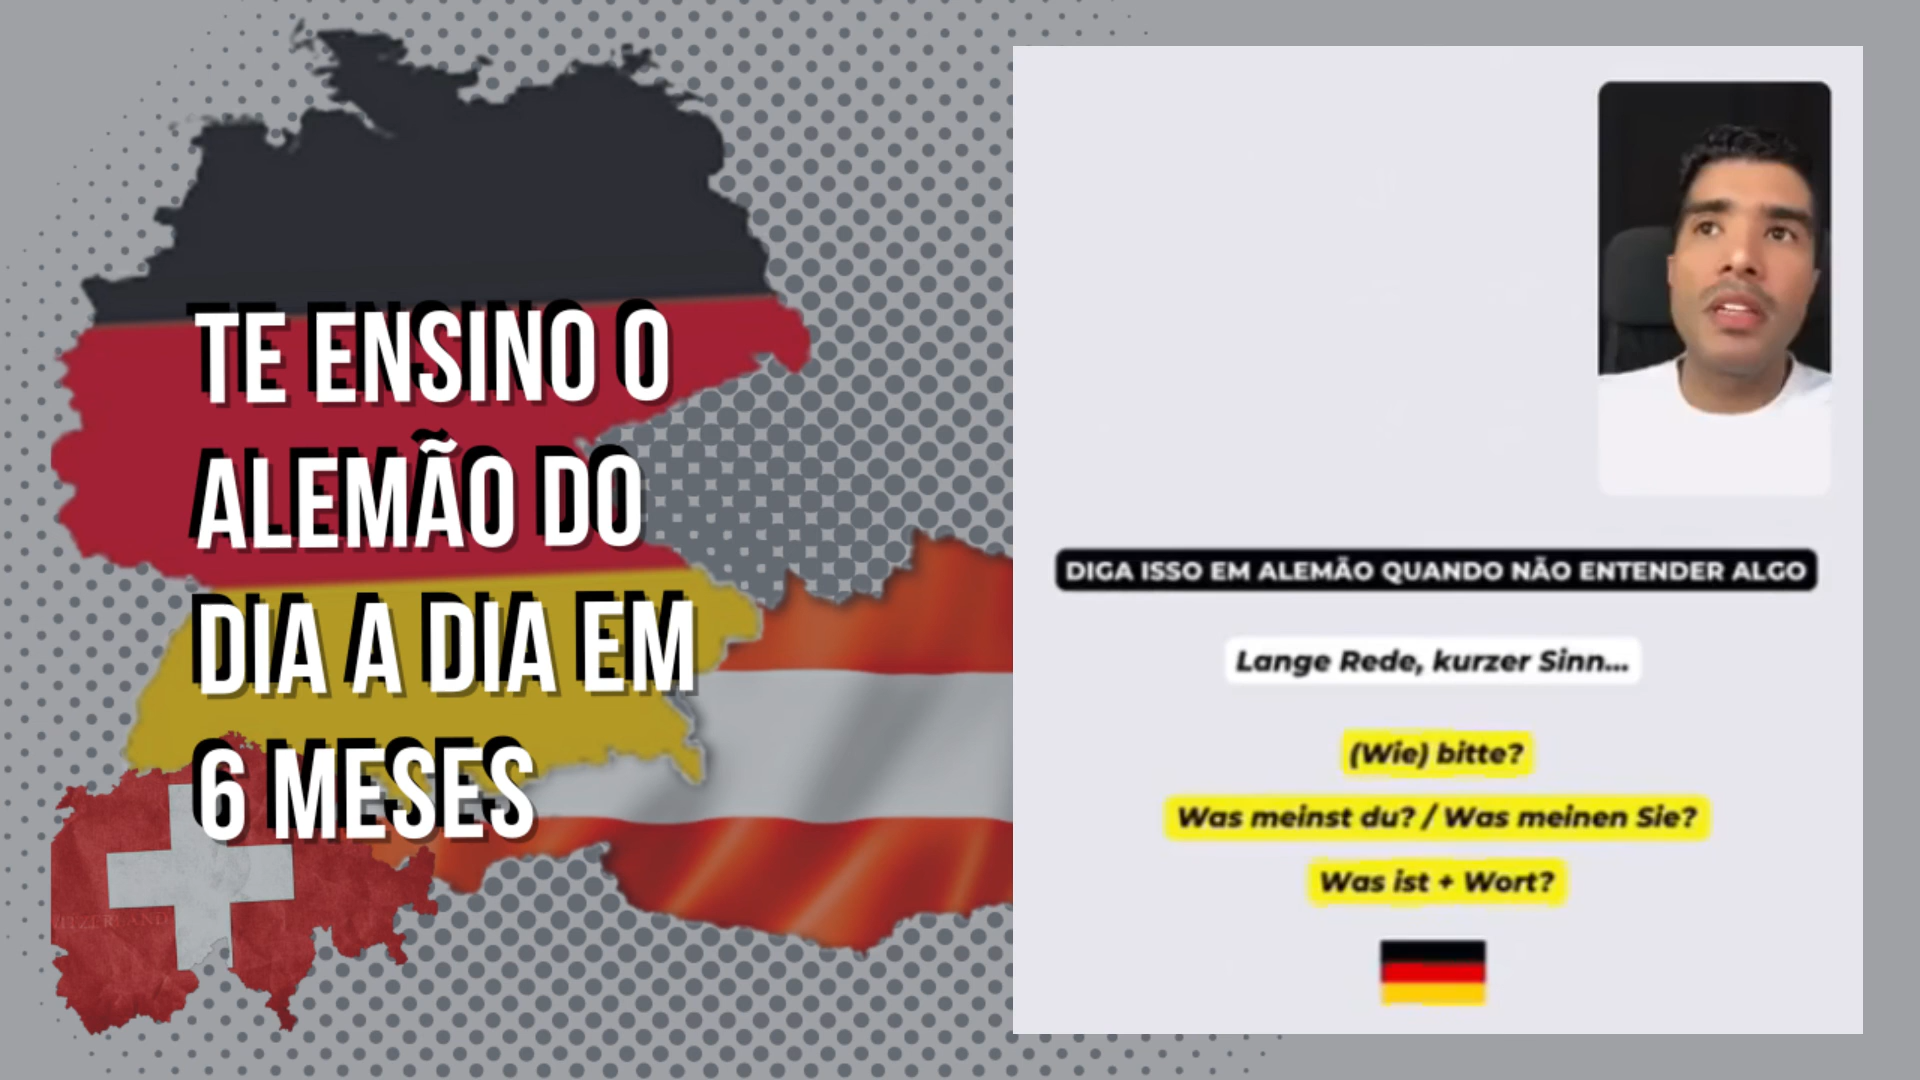 TE ENSINO O
ALEMÃO DO
DIA A DIA EM
6 MESES
DIGA ISSO EM ALEMÃO QUANDO NÃO ENTENDER ALGO
Lange Rede, kurzer Sinn...
(Wie) bitte?
Was meinst du? / Was meinen Sie?
Was ist + Wort?